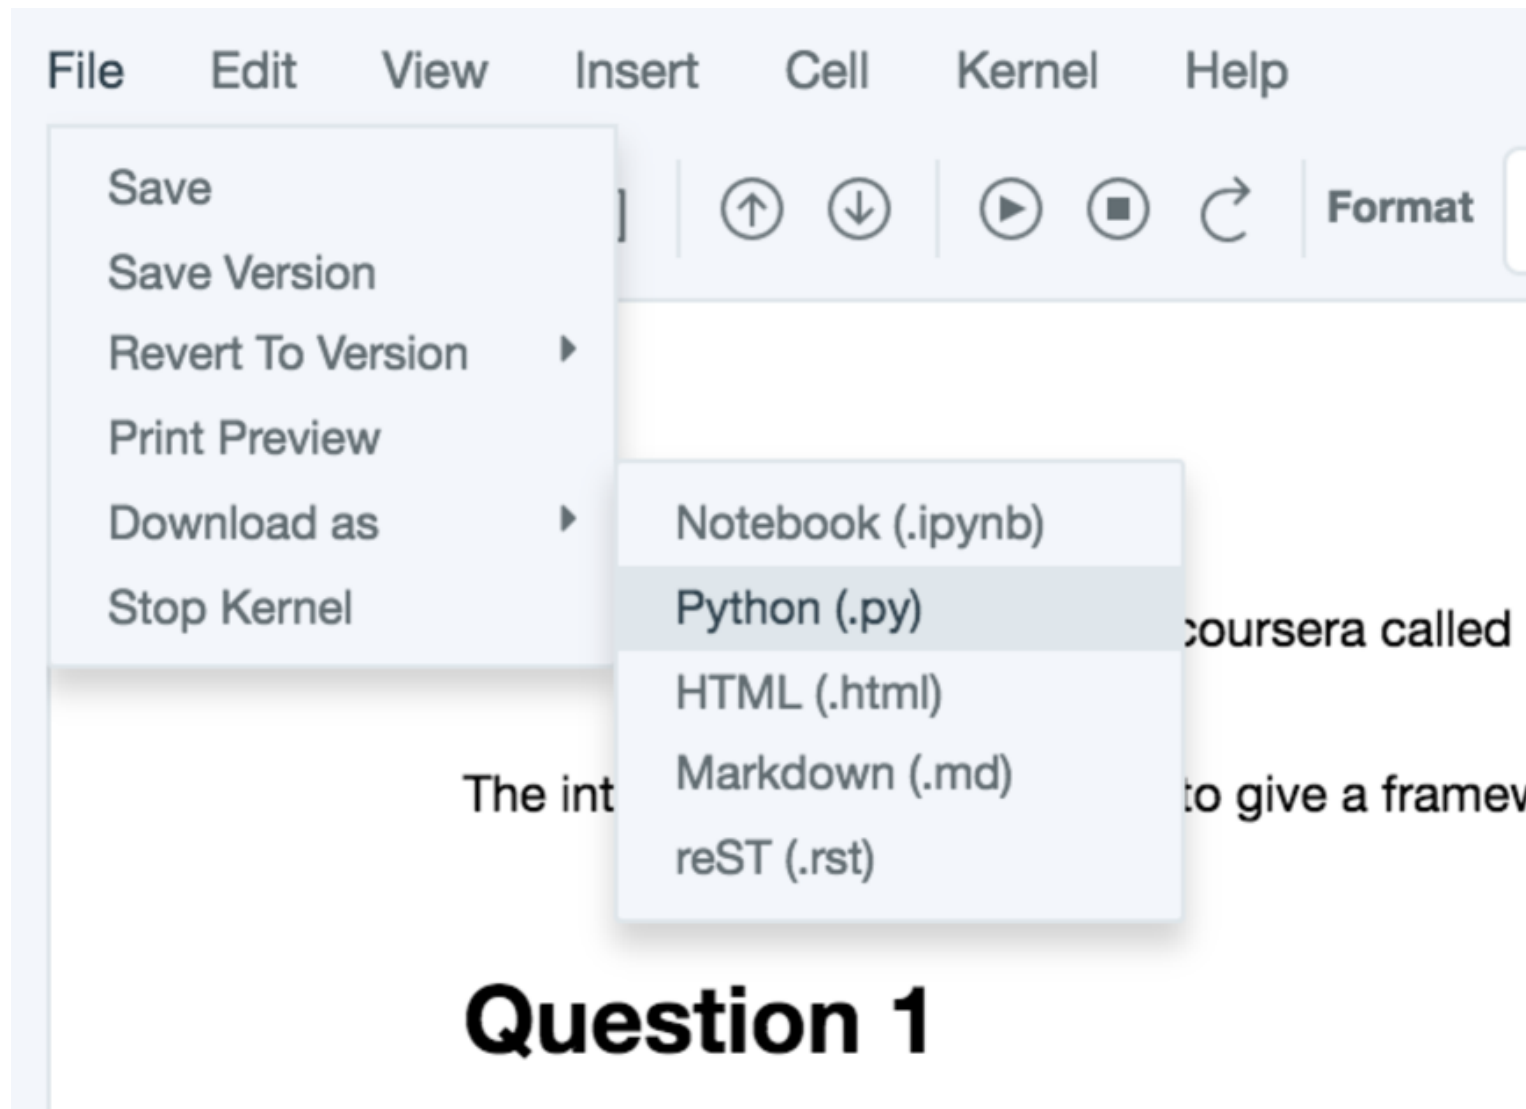 File Edit View Insert Cell Kernel Help
Save
Format
Save Version
Revert To Version
Print Preview
Download as
Notebook (.ipynb)
Stop Kernel
Python (.py)
coursera called
HTML (.html)
Markdown (.md)
The int
to give a
reST (.rst)
Question 1